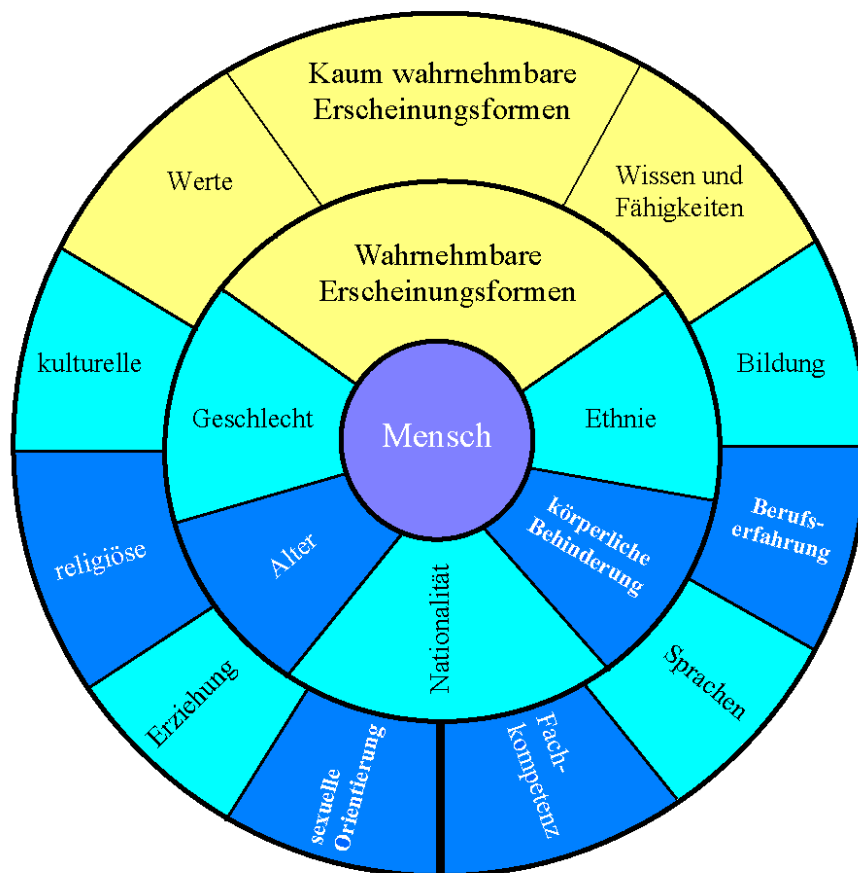 Kaum wahrnehmbare
Erscheinungsformen
Werte
Wissen und
Fähigkeiten
Wahrnehmbare
Erscheinungsformen
kulturelle
Bildung
Geschlecht
Ethnie
Mensch
religiöse
Alter
Nationalität
körperliche
Behinderung
Berufs-
erfahrung
Erziehung
Sprachen
sexuelle
Orientierung
Fach-
kompetenz